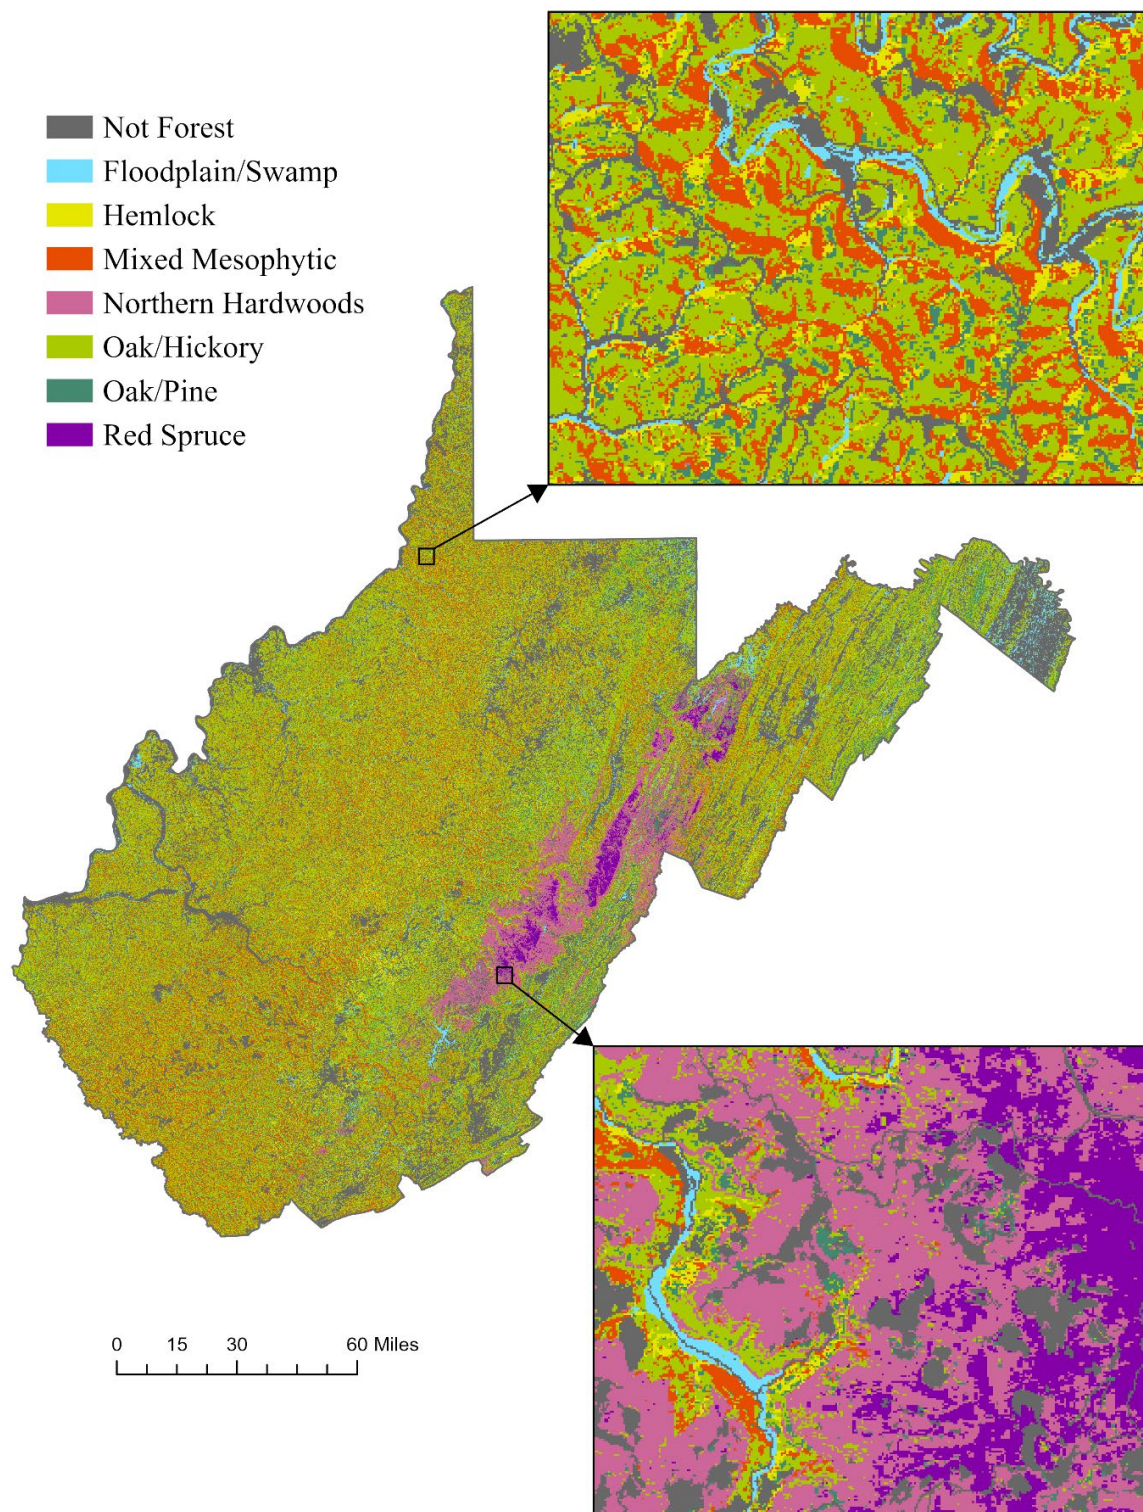 Not Forest
Floodplain/Swamp
Hemlock
Mixed Mesophytic
Northern Hardwoods
Oak/Hickory
Oak/Pine
Red Spruce
0 15 30 60 Miles